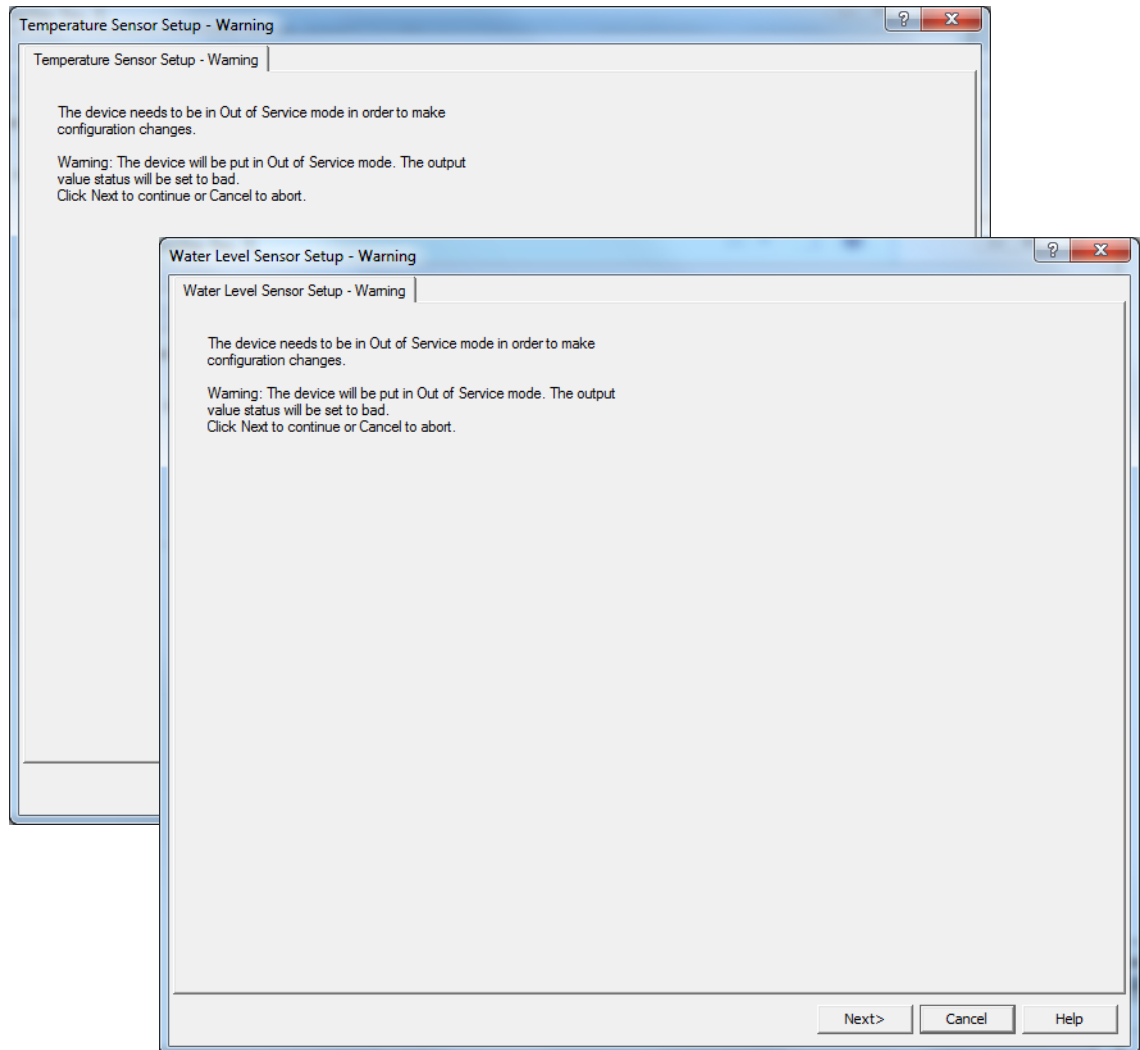 Temperature Sensor Setup - Warning
?
X
Temperature Sensor Setup - Warning
The device needs to be in Out of Service mode in order to make
configuration changes.
Warning: The device will be put in Out of Service mode. The output
value status will be set to bad.
Click Next to continue or Cancel to abort.
Water Level Sensor Setup - Warning
?
X
Water Level Sensor Setup - Warning
The device needs to be in Out of Service mode in order to make
configuration changes.
Warning: The device will be put in Out of Service mode. The output
value status will be set to bad.
Click Next to continue or Cancel to abort.
Next>
Cancel
Help